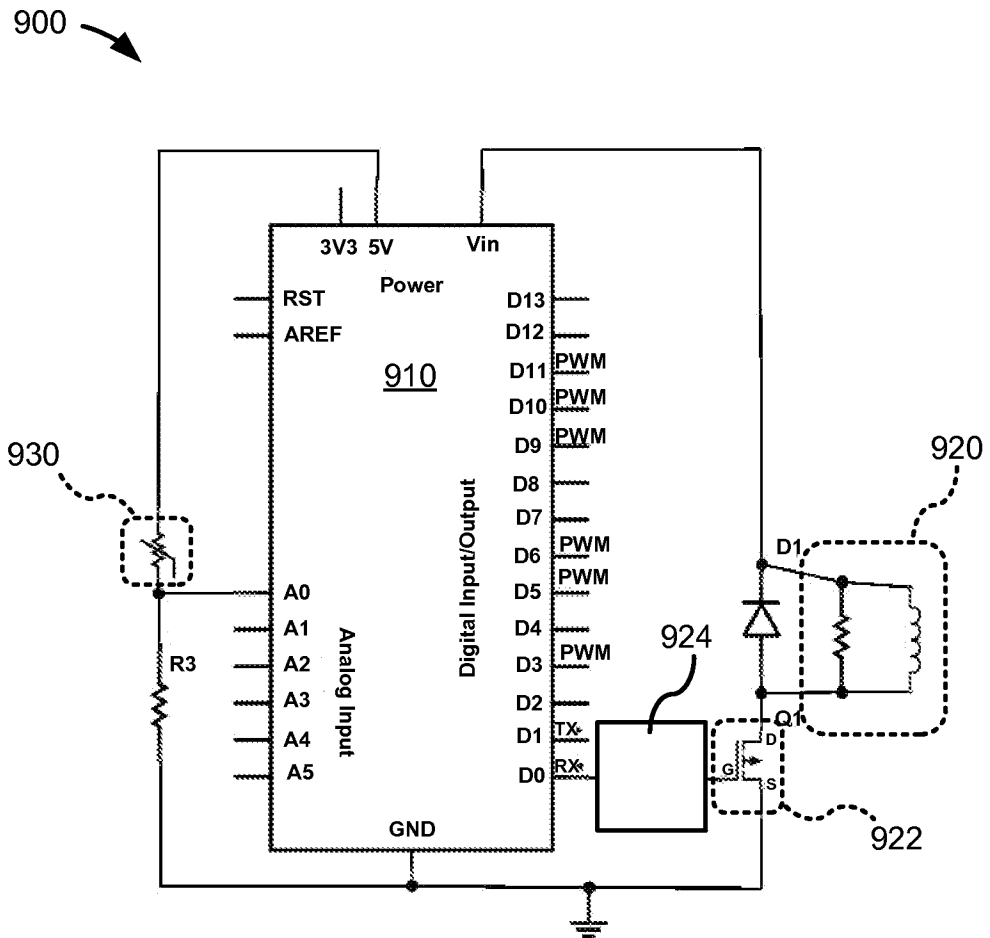 900
3V3 5V Vin
Power
RST
AREF
910
D13
D12
D11 PWM
D10 PWM
D9 PWM
D8
D7
D6 PWM
D5 PWM
D4
D3 PWM
D2
D1 TX
D0 RX
Digital Input/Output
930
A0
A1
A2
A3
A4
A5
Analog Input
R3
GND
920
D1
924
Q1
D
G
S
922